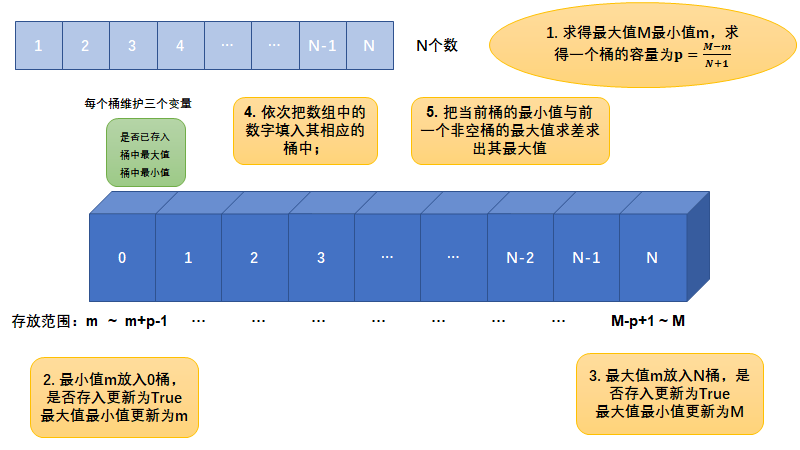 1 2 3 4 ... ... N-1 N N个数
1. 求得最大值M最小值m，求
得一个桶的容量为p = \frac{M-m}{N+1}
每个桶维护三个变量
是否已存入
桶中最大值
桶中最小值
4. 依次把数组中的
数字填入其相应的
桶中；
5. 把当前桶的最小值与前
一个非空桶的最大值求差求
出其最大值
0 1 2 3 ... ... N-2 N-1 N
存放范围：m ~ m+p-1 ... ... ... ... ... ... ... M-p+1 ~ M
2. 最小值m放入0桶，
是否存入更新为True
最大值最小值更新为m
3. 最大值m放入N桶，是
否存入更新为True
最大值最小值更新为M